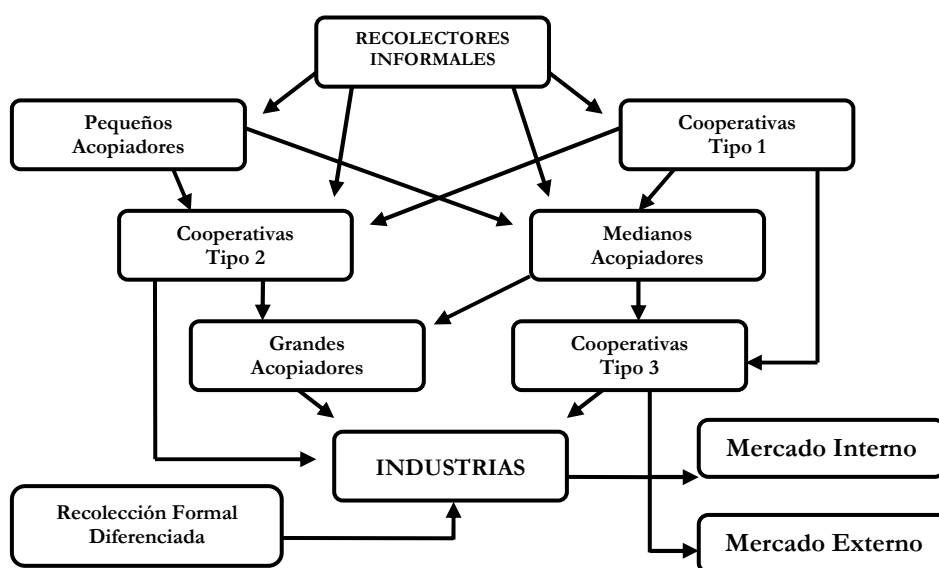 RECOLECTORES
INFORMALES
Pequeños
Acopiadores
Cooperativas
Tipo 1
Cooperativas
Tipo 2
Medianos
Acopiadores
Grandes
Acopiadores
Cooperativas
Tipo 3
INDUSTRIAS
Mercado Interno
Recolección Formal
Diferenciada
Mercado Externo